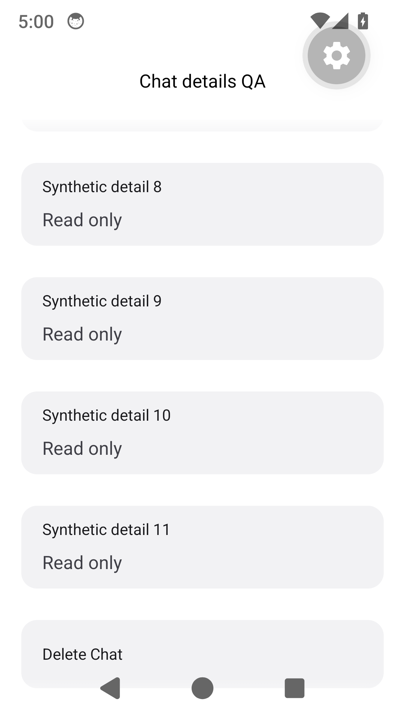 5:00
Chat details QA
Synthetic detail 8
Read only
Synthetic detail 9
Read only
Synthetic detail 10
Read only
Synthetic detail 11
Read only
Delete Chat